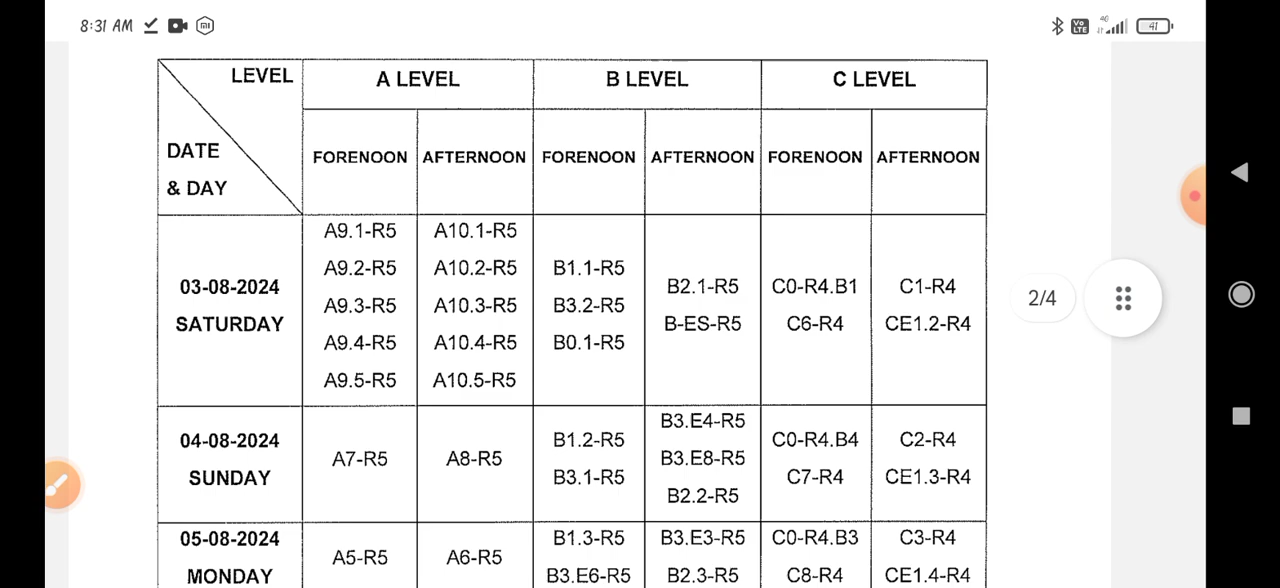 8:31 AM
Vo LTE 4G 41
LEVEL A LEVEL B LEVEL C LEVEL
DATE & DAY FORENOON AFTERNOON FORENOON AFTERNOON FORENOON AFTERNOON
A9.1-R5 A10.1-R5
A9.2-R5 A10.2-R5 B1.1-R5
03-08-2024 A9.3-R5 A10.3-R5 B3.2-R5 B2.1-R5 C0-R4.B1 C1-R4
SATURDAY A9.4-R5 A10.4-R5 B0.1-R5 B-ES-R5 C6-R4 CE1.2-R4
A9.5-R5 A10.5-R5
2/4
B3.E4-R5
04-08-2024 B1.2-R5 C0-R4.B4 C2-R4
A7-R5 A8-R5 B3.E8-R5
SUNDAY B3.1-R5 C7-R4 CE1.3-R4
B2.2-R5
05-08-2024 B1.3-R5 B3.E3-R5 C0-R4.B3 C3-R4
A5-R5 A6-R5
MONDAY B3.E6-R5 B2.3-R5 C8-R4 CE1.4-R4